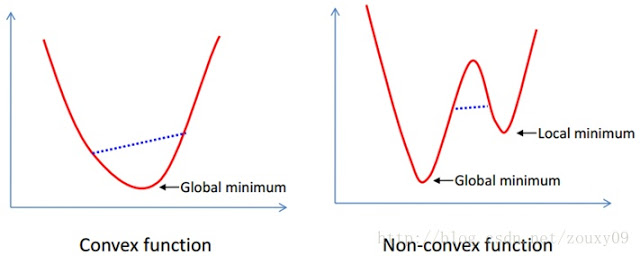 Global minimum
Convex function
Local minimum
Global minimum
Non-convex function
http://blog.csdn.net/zouxy09